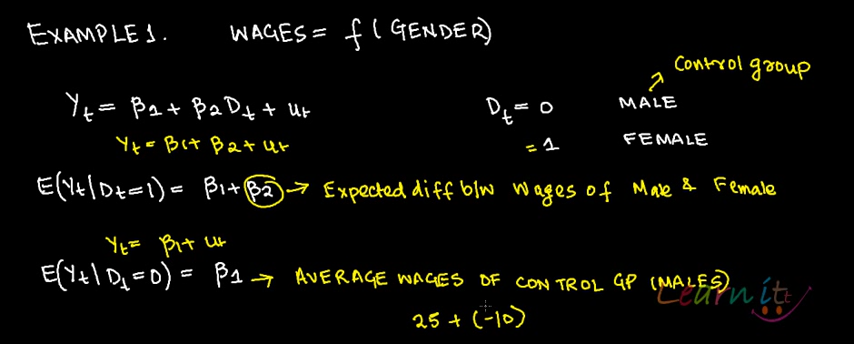 EXAMPLE 1. WAGES = f(GENDER)
Control group
Yt = β1 + β2Dt + ut Dt = 0 MALE
Yt = β1 + β2 + ut = 1 FEMALE
E(Yt|Dt=1) = β1 + β2 → Expected diff b/w Wages of Male & Female
Yt = β1 + ut
E(Yt|Dt=0) = β1 → AVERAGE WAGES OF CONTROL GP (MALES)
Learn itt
25 + (-10)